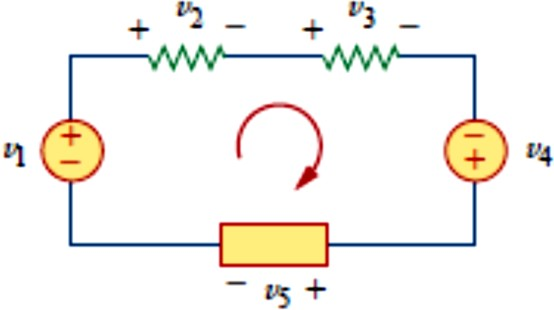 + v₂ − + v₃ −
v₁ + − − + v₄
− v₅ +